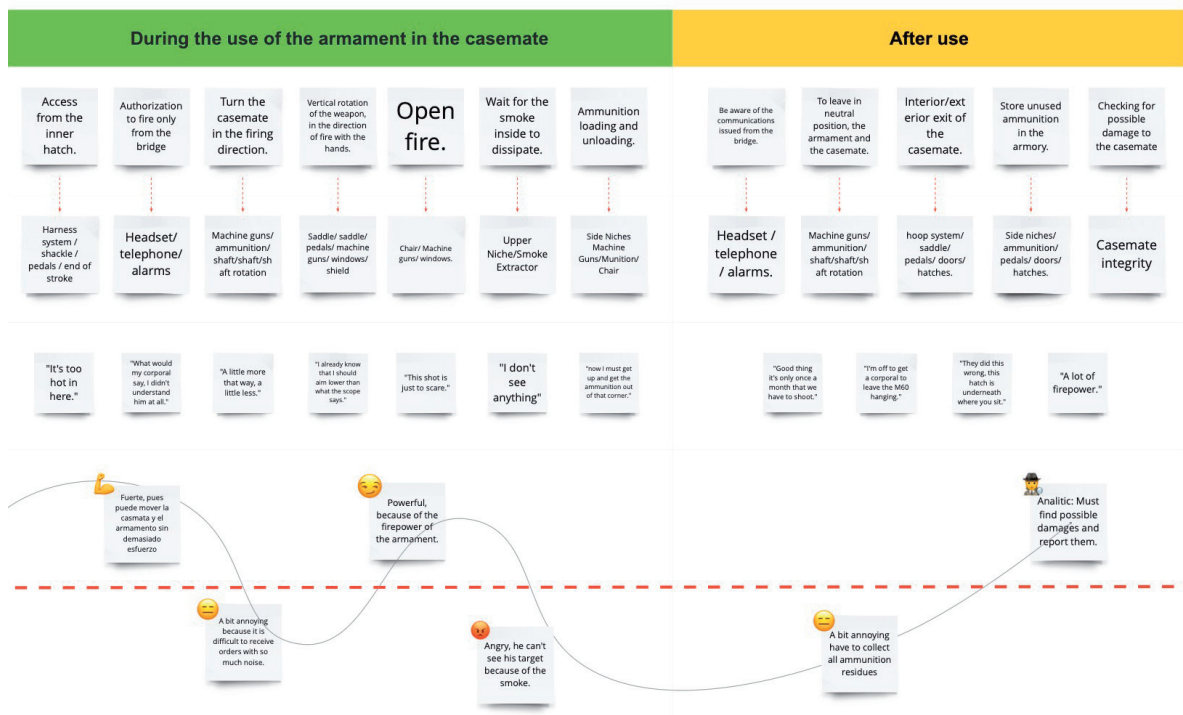 During the use of the armament in the casemate
After use
Access
from the
inner
hatch.
Authorization
to fire only
from the
bridge
Turn the
casemate
in the firing
direction.
Vertical rotation
of the weapon,
in the direction
of fire with the
hands.
Open
fire.
Wait for the
smoke
inside to
dissipate.
Ammunition
loading and
unloading.
Be aware of the
communications
issued from the
bridge.
To leave in
neutral
position, the
armament and
the casemate.
Interior/ext
erior exit of
the
casemate.
Store unused
ammunition
in the
armory.
Checking for
possible
damage to
the casemate
Harness
system /
shackle /
pedals / end of
stroke
Headset/
telephone/
alarms
Machine guns/
ammunition/
shaft/shaft/sh
aft rotation
Saddle/ saddle/
pedals/ machine
guns/ windows/
shield
Chair/ Machine
guns/ windows.
Upper
Niche/Smoke
Extractor
Side Niches
Machine
Guns/Munition/
Chair
Headset /
telephone
/ alarms.
Machine guns/
ammunition/
shaft/shaft/sh
aft rotation
hoop system/
saddle/
pedals/ doors/
hatches.
Side niches/
ammunition/
pedals/ doors/
hatches.
Casemate
integrity
"It's too
hot in
here."
"What would
my corporal
say, I didn't
understand
him at all."
"A little more
that way, a
little less."
"I already know
that I should
aim lower than
what the scope
says."
"This shot is
just to scare."
"I don't
see
anything"
"now I must get
up and get the
ammunition out
of that corner."
"Good thing
it's only once a
month that we
have to shoot."
"I'm off to get
a corporal to
leave the M60
hanging."
"They did this
wrong, this
hatch is
underneath
where you sit."
"A lot of
firepower."
Fuerte, pues
puede mover la
casmata y el
armamento sin
demasiado
esfuerzo
Powerful,
because of the
firepower of
the armament.
Analitic: Must
find possible
damages and
report them.
A bit annoying
because it is
difficult to receive
orders with so
much noise.
Angry, he can't
see his target
because of the
smoke.
A bit annoying
have to collect
all ammunition
residues